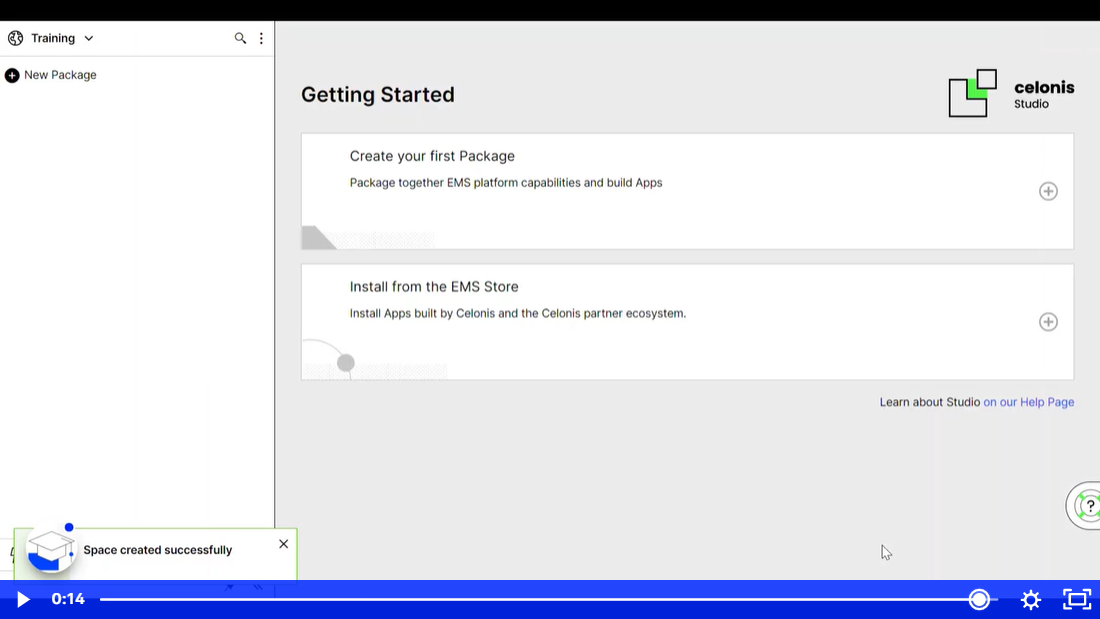 Training
New Package
Getting Started
celonis
Studio
Create your first Package
Package together EMS platform capabilities and build Apps
Install from the EMS Store
Install Apps built by Celonis and the Celonis partner ecosystem.
Learn about Studio on our Help Page
?
Space created successfully
0:14